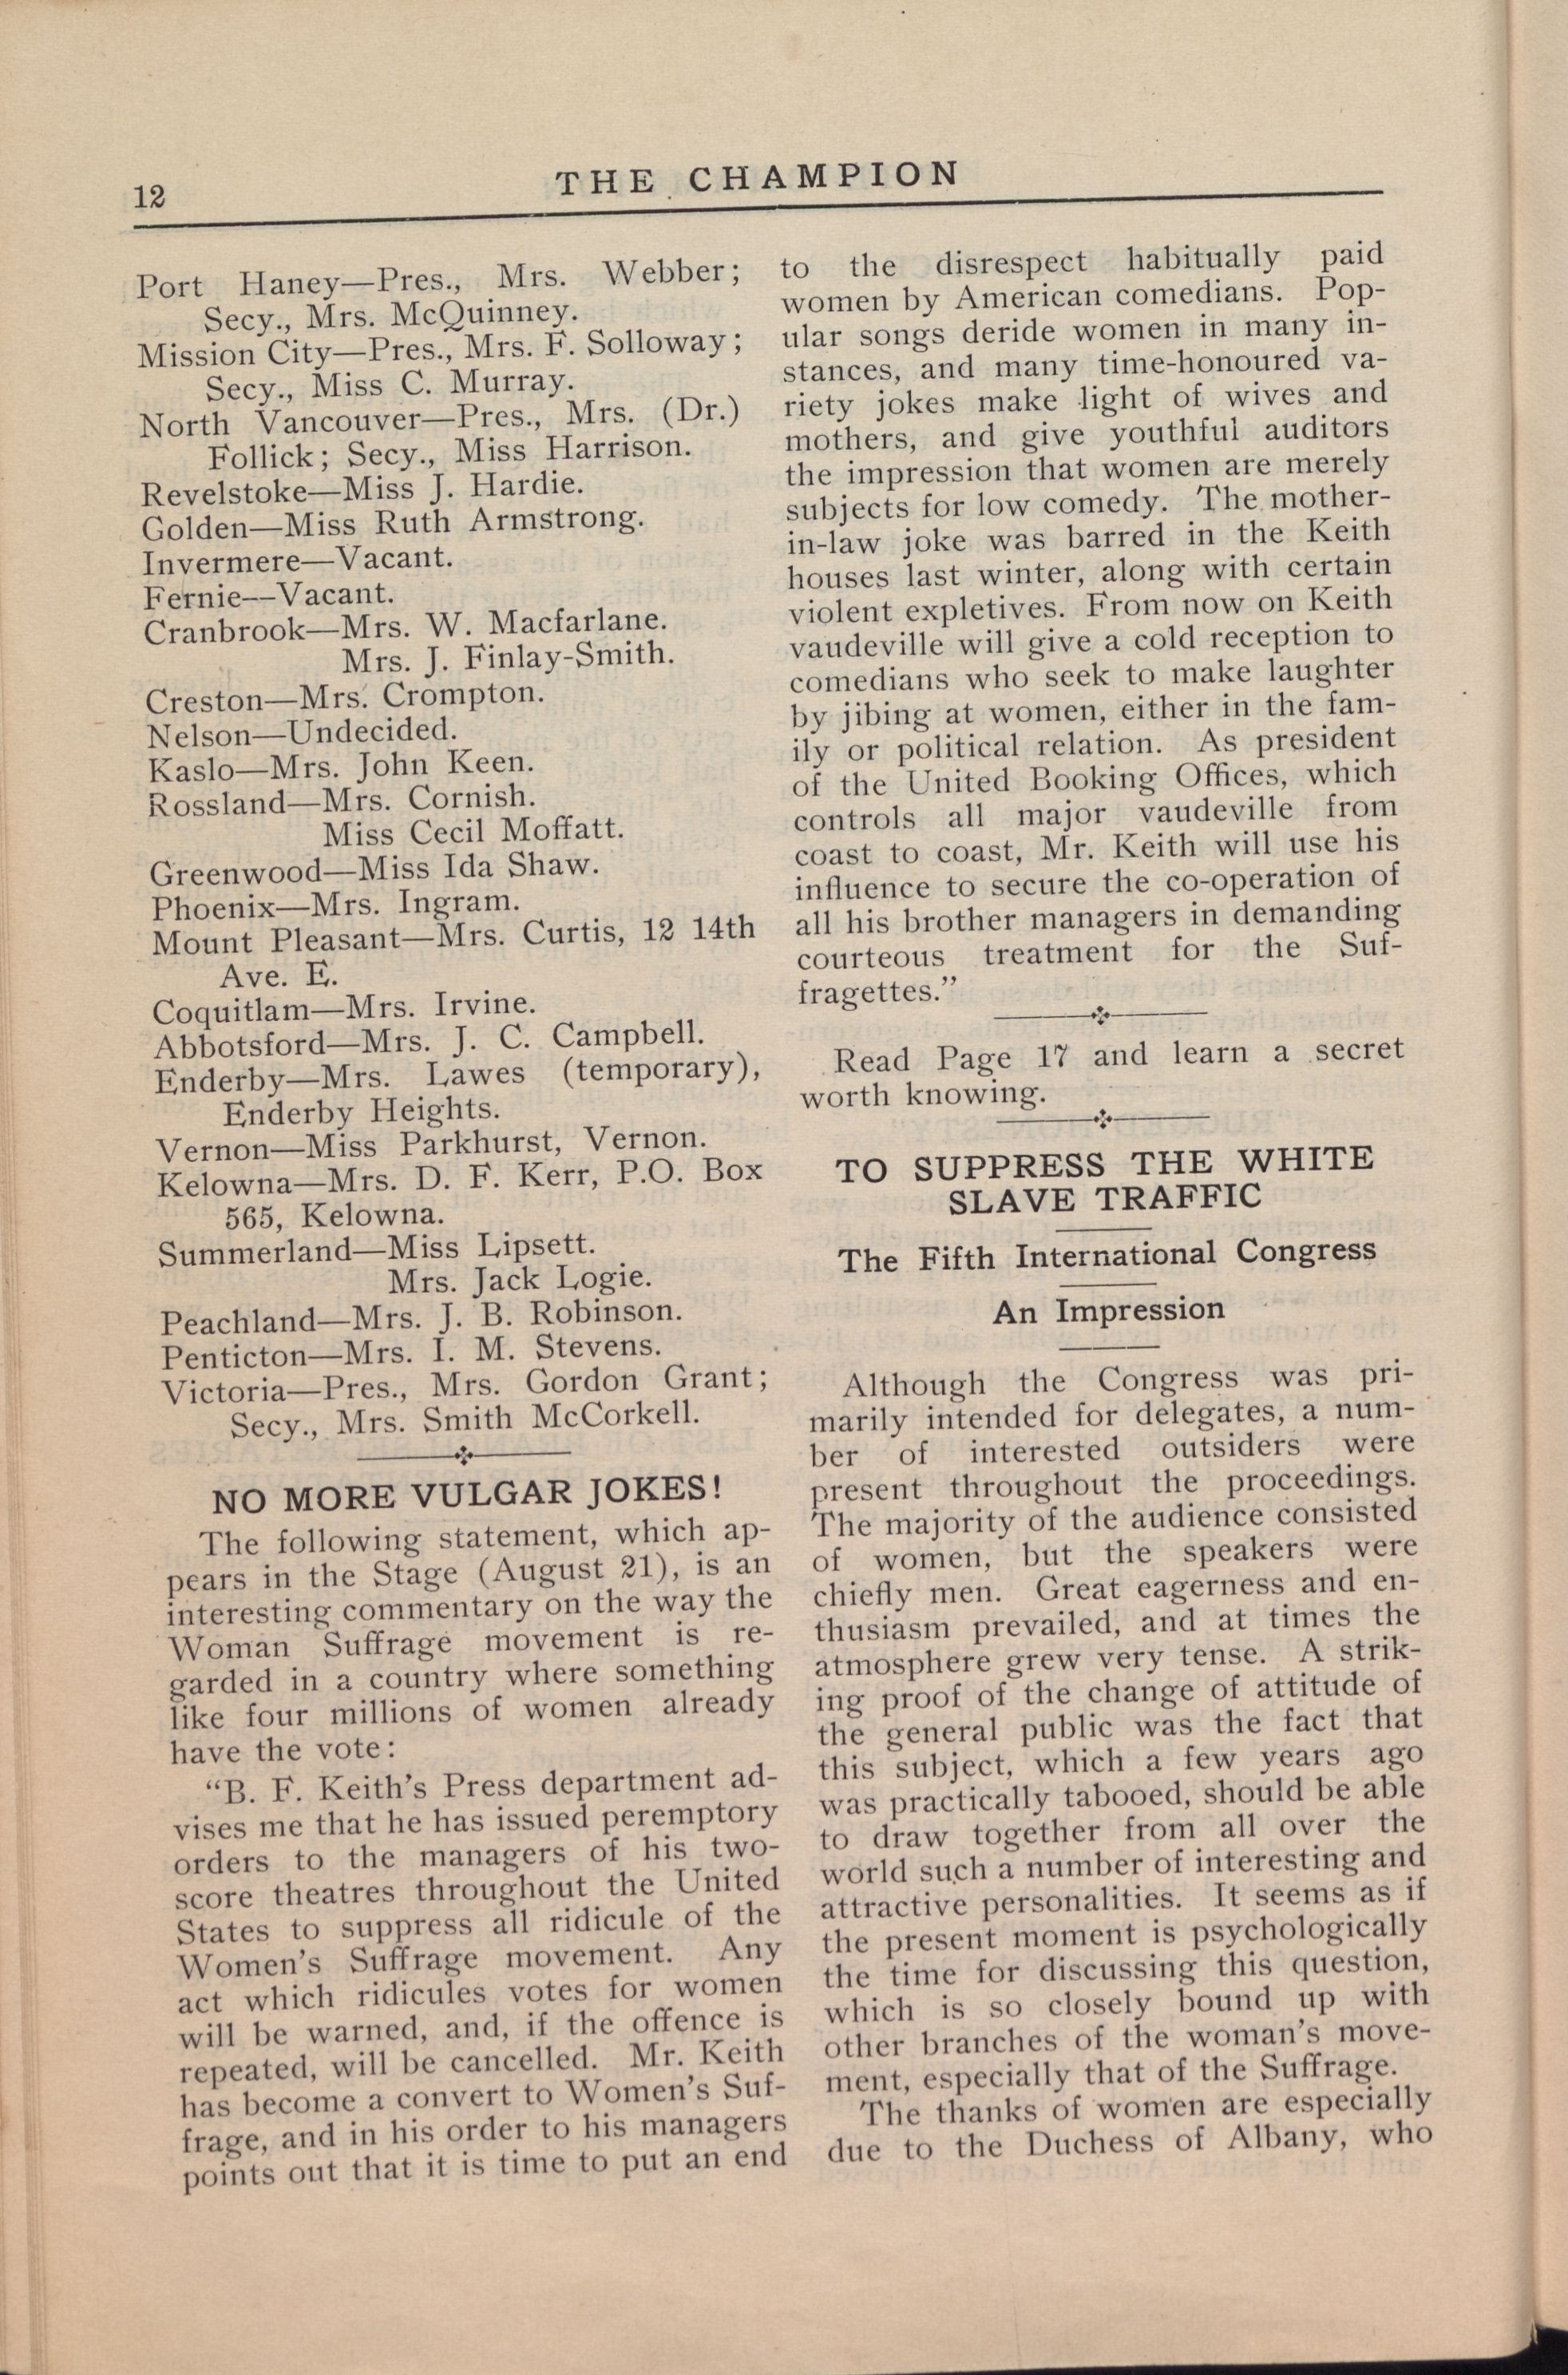 12
THE CHAMPION
Port Haney—Pres., Mrs. Webber;
Secy., Mrs. McQuinney.
Mission City—Pres., Mrs. F. Solloway;
Secy., Miss C. Murray.
North Vancouver—Pres., Mrs. (Dr.)
Follick; Secy., Miss Harrison.
Revelstoke—Miss J. Hardie.
Golden—Miss Ruth Armstrong.
Invermere—Vacant.
Fernie—Vacant.
Cranbrook—Mrs. W. Macfarlane.
Mrs. J. Finlay-Smith.
Creston—Mrs. Crompton.
Nelson—Undecided.
Kaslo—Mrs. John Keen.
Rossland—Mrs. Cornish.
Miss Cecil Moffatt.
Greenwood—Miss Ida Shaw.
Phoenix—Mrs. Ingram.
Mount Pleasant—Mrs. Curtis, 12 14th
Ave. E.
Coquitlam—Mrs. Irvine.
Abbotsford—Mrs. J. C. Campbell.
Enderby—Mrs. Lawes (temporary),
Enderby Heights.
Vernon—Miss Parkhurst, Vernon.
Kelowna—Mrs. D. F. Kerr, P.O. Box
565, Kelowna.
Summerland—Miss Lipsett.
Mrs. Jack Logie.
Peachland—Mrs. J. B. Robinson.
Penticton—Mrs. I. M. Stevens.
Victoria—Pres., Mrs. Gordon Grant;
Secy., Mrs. Smith McCorkell.
NO MORE VULGAR JOKES!
The following statement, which ap-
pears in the Stage (August 21), is an
interesting commentary on the way the
Woman Suffrage movement is re-
garded in a country where something
like four millions of women already
have the vote:
“B. F. Keith’s Press department ad-
vises me that he has issued peremptory
orders to the managers of his two-
score theatres throughout the United
States to suppress all ridicule of the
Women’s Suffrage movement. Any
act which ridicules votes for women
will be warned, and, if the offence is
repeated, will be cancelled. Mr. Keith
has become a convert to Women’s Suf-
frage, and in his order to his managers
points out that it is time to put an end
to the disrespect habitually paid
women by American comedians. Pop-
ular songs deride women in many in-
stances, and many time-honoured va-
riety jokes make light of wives and
mothers, and give youthful auditors
the impression that women are merely
subjects for low comedy. The mother-
in-law joke was barred in the Keith
houses last winter, along with certain
violent expletives. From now on Keith
vaudeville will give a cold reception to
comedians who seek to make laughter
by jibing at women, either in the fam-
ily or political relation. As president
of the United Booking Offices, which
controls all major vaudeville from
coast to coast, Mr. Keith will use his
influence to secure the co-operation of
all his brother managers in demanding
courteous treatment for the Suf-
fragettes.”
Read Page 17 and learn a secret
worth knowing.
TO SUPPRESS THE WHITE
SLAVE TRAFFIC
The Fifth International Congress
An Impression
Although the Congress was pri-
marily intended for delegates, a num-
ber of interested outsiders were
present throughout the proceedings.
The majority of the audience consisted
of women, but the speakers were
chiefly men. Great eagerness and en-
thusiasm prevailed, and at times the
atmosphere grew very tense. A strik-
ing proof of the change of attitude of
the general public was the fact that
this subject, which a few years ago
was practically tabooed, should be able
to draw together from all over the
world such a number of interesting and
attractive personalities. It seems as if
the present moment is psychologically
the time for discussing this question,
which is so closely bound up with
other branches of the woman’s move-
ment, especially that of the Suffrage.
The thanks of women are especially
due to the Duchess of Albany, who